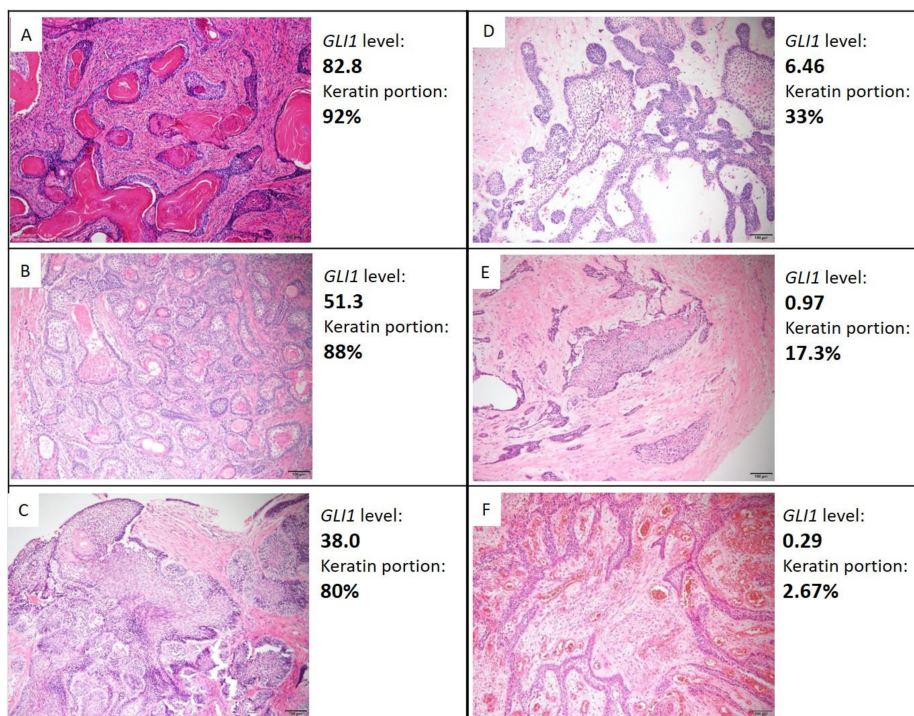 A
GLI1 level:
82.8
Keratin portion:
92%
B
GLI1 level:
51.3
Keratin portion:
88%
C
GLI1 level:
38.0
Keratin portion:
80%
D
GLI1 level:
6.46
Keratin portion:
33%
E
GLI1 level:
0.97
Keratin portion:
17.3%
F
GLI1 level:
0.29
Keratin portion:
2.67%